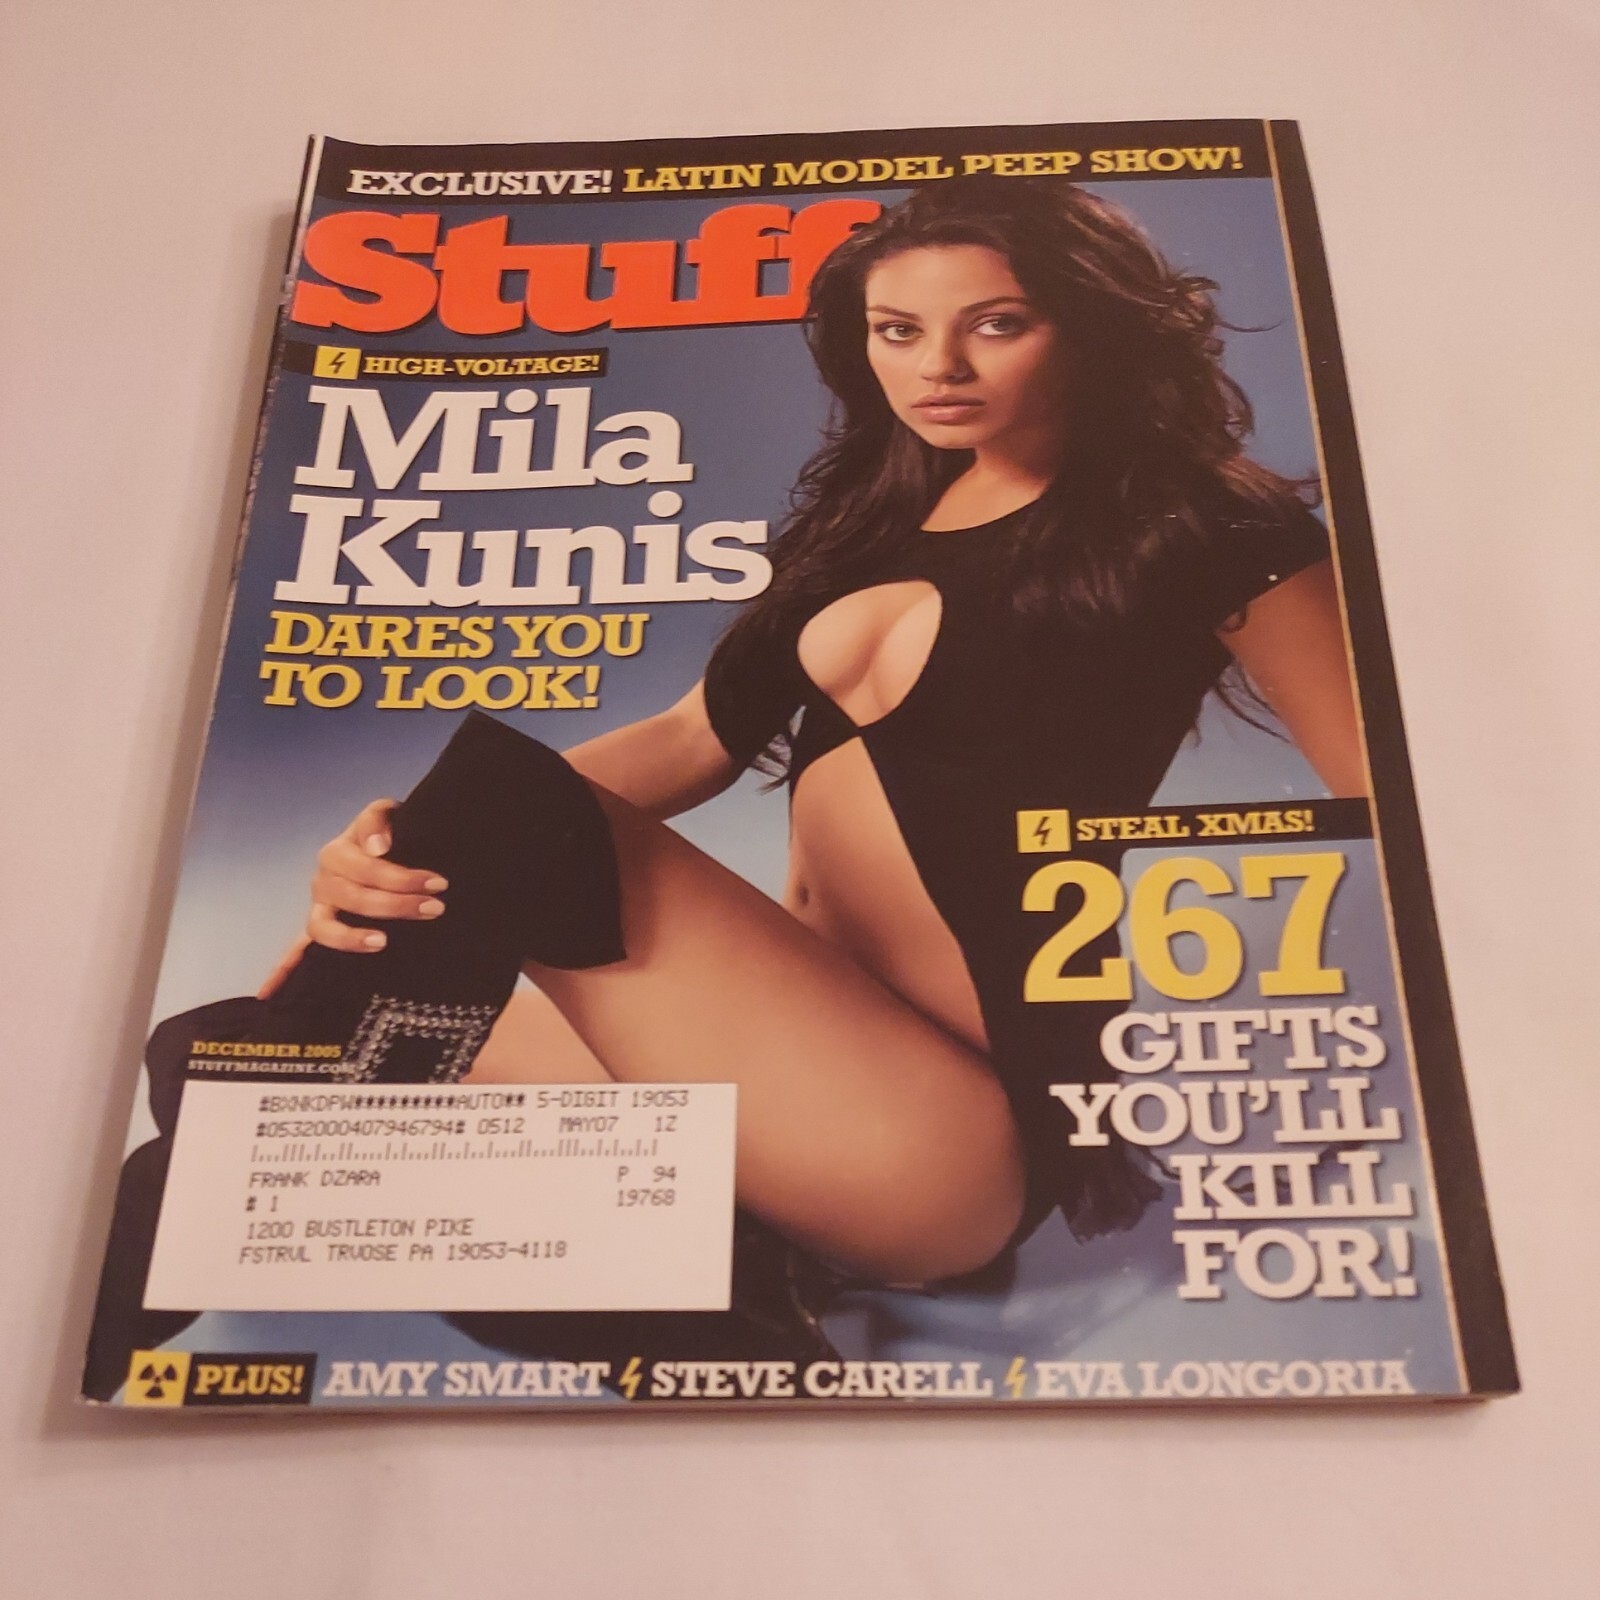 EXCLUSIVE! LATIN MODEL PEEP SHOW!
Stuff
HIGH-VOLTAGE!
Mila
Kunis
DARES YOU
TO LOOK!
STEAL XMAS!
267
GIFTS
YOU'LL
KILL
FOR!
DECEMBER 2005
STUFFMAGAZINE.COM
#BXNKDPW*********AUTO** 5-DIGIT 19053
#0532000407946794# 0512 MAY07 1Z
FRANK DZARA P 94
# 1 19768
1200 BUSTLETON PIKE
FSTRVL TRVOSE PA 19053-4118
PLUS! AMY SMART STEVE CARELL EVA LONGORIA